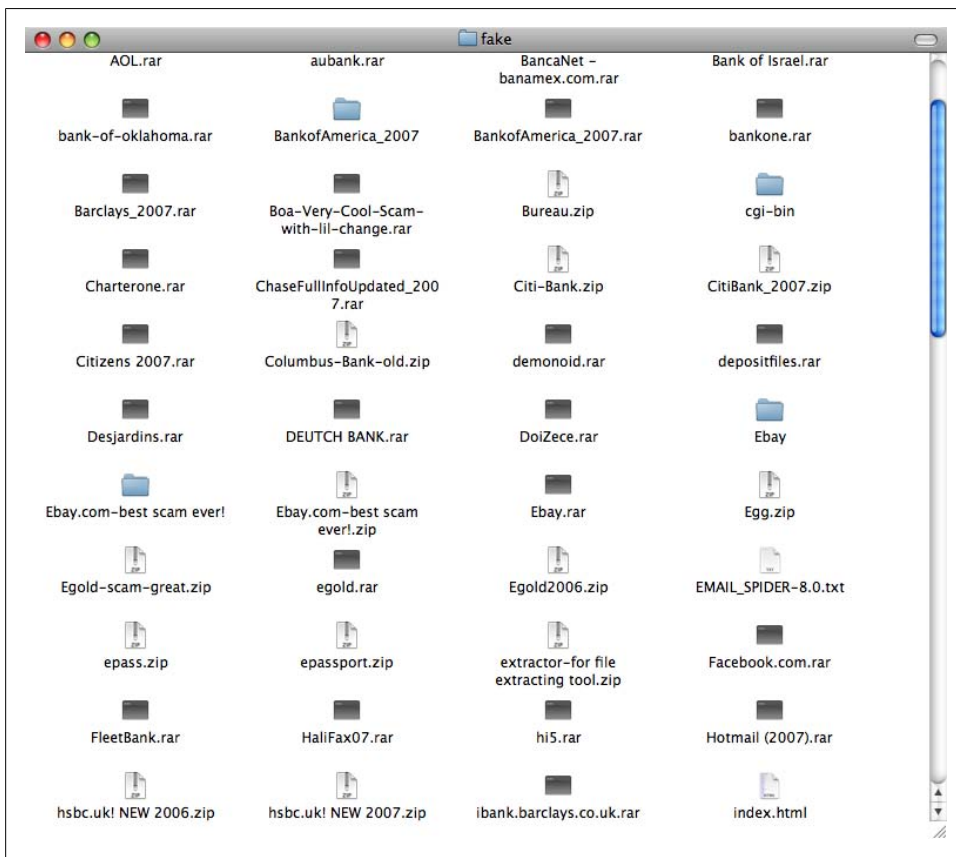 fake
AOL.rar
aubank.rar
BancaNet -
banamex.com.rar
Bank of Israel.rar
bank-of-oklahoma.rar
BankofAmerica_2007
BankofAmerica_2007.rar
bankone.rar
Barclays_2007.rar
Boa-Very-Cool-Scam-
with-lil-change.rar
Bureau.zip
cgi-bin
Charterone.rar
ChaseFullInfoUpdated_200
7.rar
Citi-Bank.zip
CitiBank_2007.zip
Citizens 2007.rar
Columbus-Bank-old.zip
demonoid.rar
depositfiles.rar
Desjardins.rar
DEUTCH BANK.rar
DoiZece.rar
Ebay
Ebay.com-best scam ever!
Ebay.com-best scam
ever!.zip
Ebay.rar
Egg.zip
Egold-scam-great.zip
egold.rar
Egold2006.zip
EMAIL_SPIDER-8.0.txt
epass.zip
epassport.zip
extractor-for file
extracting tool.zip
Facebook.com.rar
FleetBank.rar
HaliFax07.rar
hi5.rar
Hotmail (2007).rar
hsbc.uk! NEW 2006.zip
hsbc.uk! NEW 2007.zip
ibank.barclays.co.uk.rar
index.html